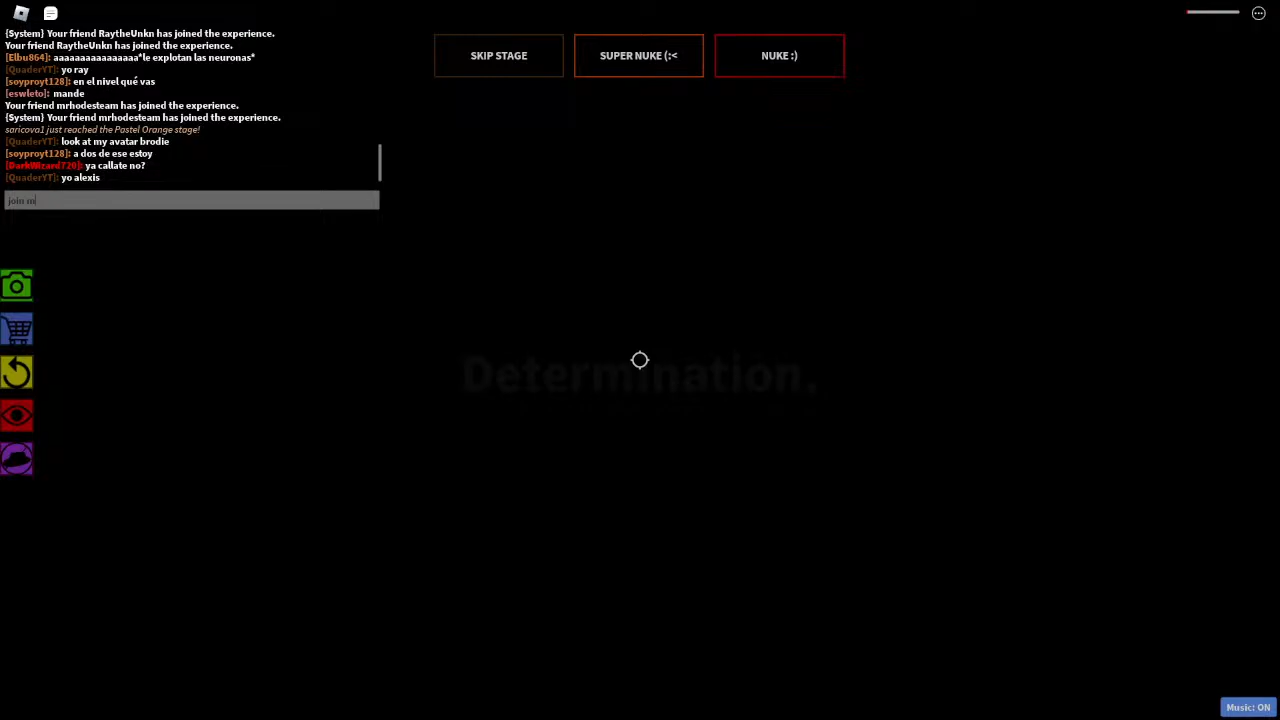 {System} Your friend RaytheUnkn has joined the experience.
Your friend RaytheUnkn has joined the experience.
[Elbu864]: aaaaaaaaaaaaaaaa*le explotan las neuronas*
[QuaderYT]: yo ray
[soyproyt128]: en el nivel qué vas
[eswleto]: mande
Your friend mrhodesteam has joined the experience.
{System} Your friend mrhodesteam has joined the experience.
saricova1 just reached the Pastel Orange stage!
[QuaderYT]: look at my avatar brodie
[soyproyt128]: a dos de ese estoy
[DarkWizard720]: ya callate no?
[QuaderYT]: yo alexis
join m
SKIP STAGE
SUPER NUKE (:<
NUKE :)
Determination.
Music: ON